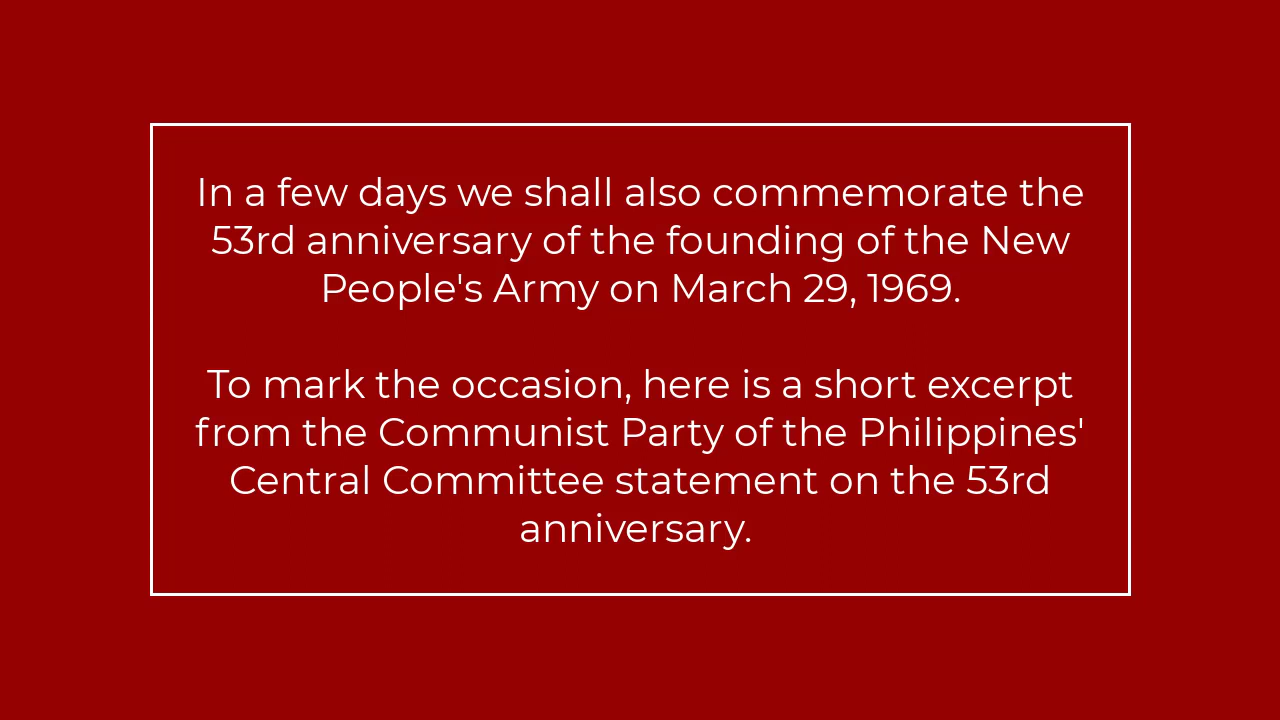 In a few days we shall also commemorate the
53rd anniversary of the founding of the New
People's Army on March 29, 1969.
To mark the occasion, here is a short excerpt
from the Communist Party of the Philippines'
Central Committee statement on the 53rd
anniversary.